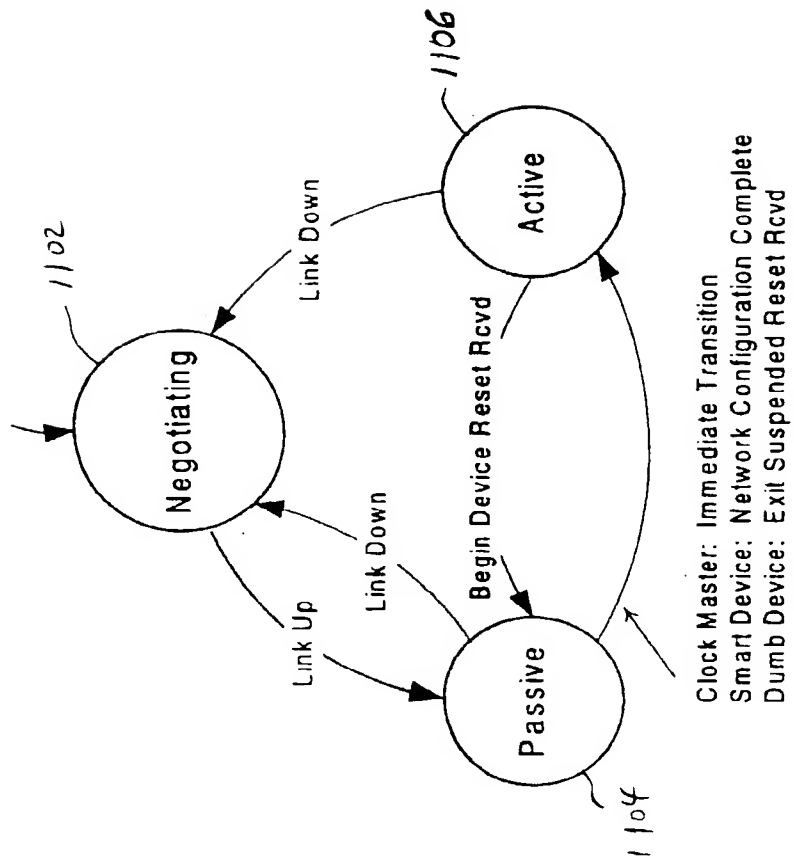 1102
Negotiating
1106
Link Down
Link Up
Link Down
Active
Begin Device Reset Rcvd
Passive
1104
Clock Master: Immediate Transition
Smart Device: Network Configuration Complete
Dumb Device: Exit Suspended Reset Rcvd